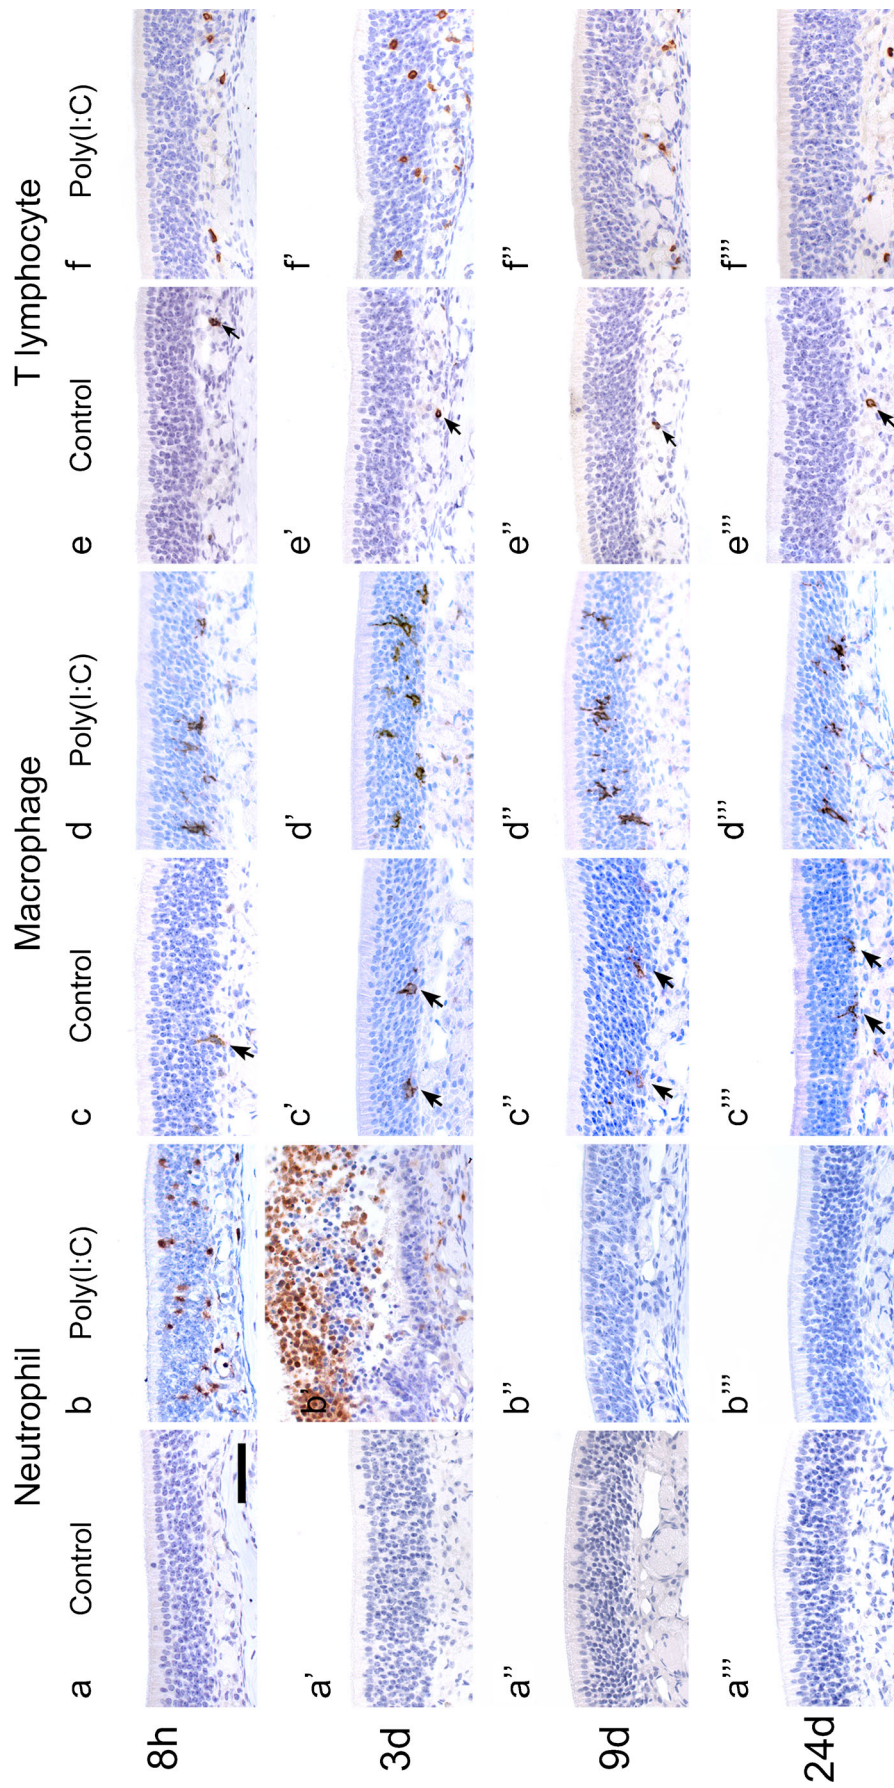 Neutrophil Macrophage T lymphocyte
Control Poly(I:C) Control Poly(I:C) Control Poly(I:C)
a b c d e f
8h
a’ b’ c’ d’ e’ f’
3d
a’’ b’’ c’’ d’’ e’’ f’’
9d
a’’’ b’’’ c’’’ d’’’ e’’’ f’’’
24d